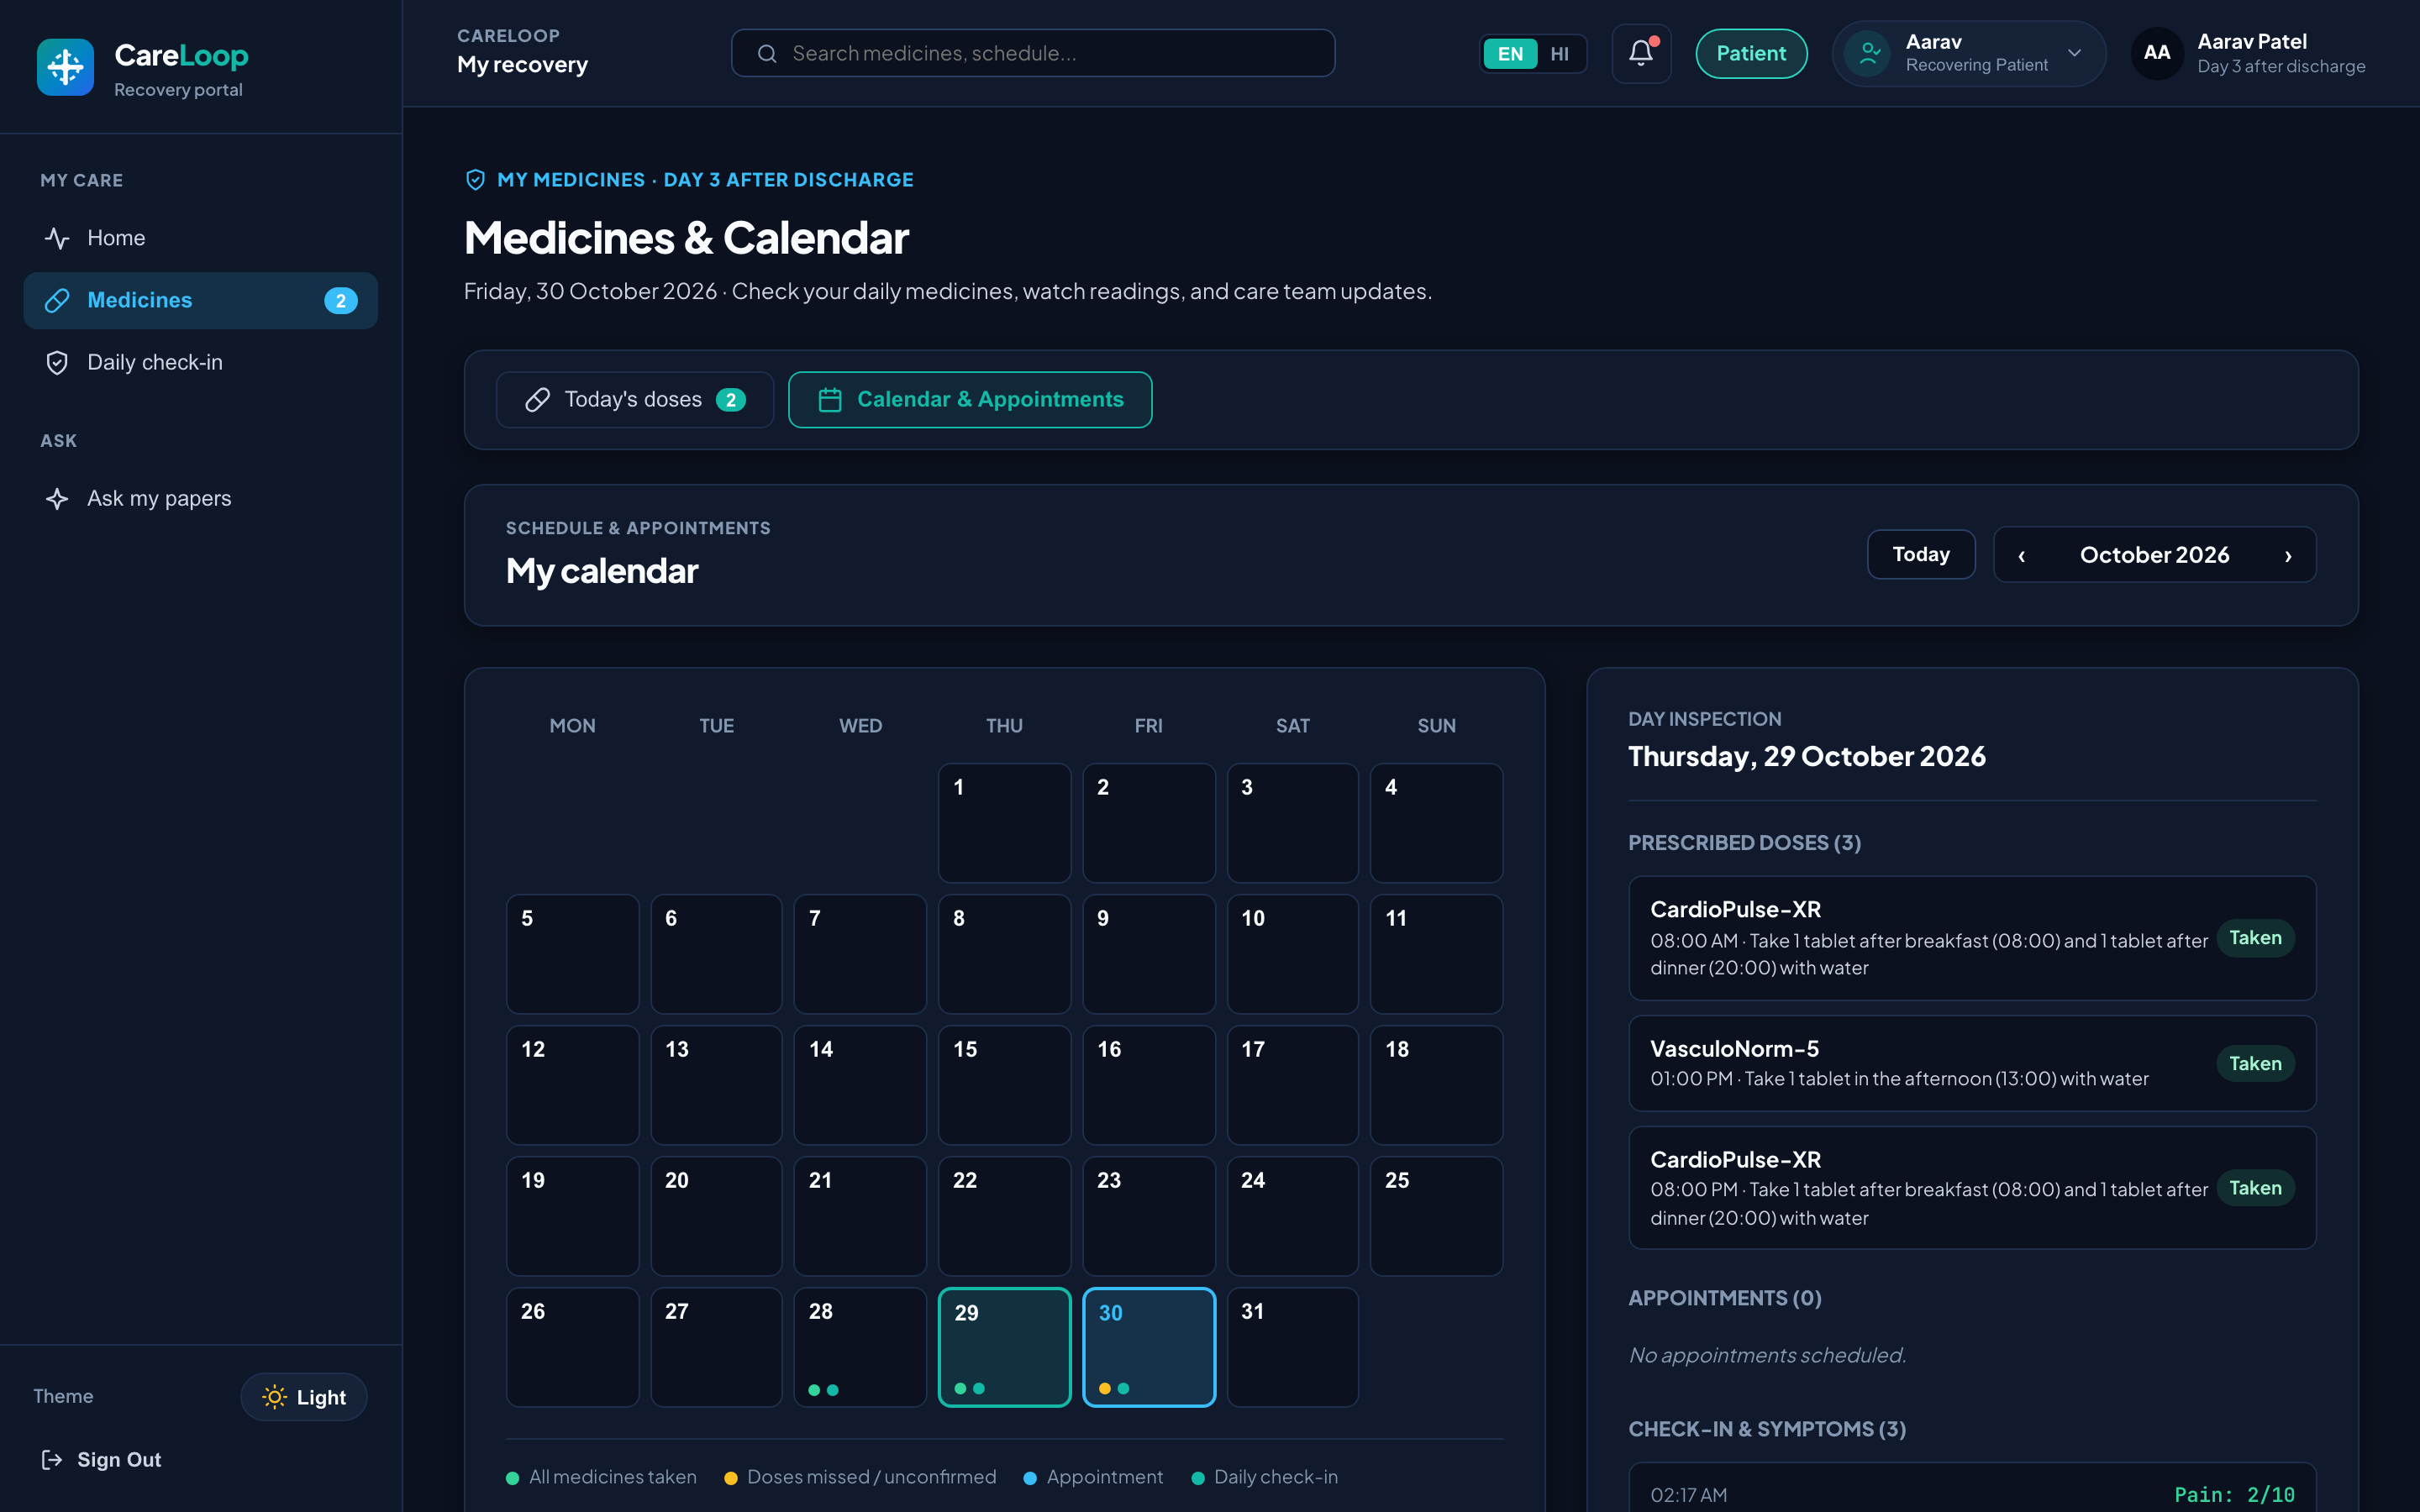 CareLoop
Recovery portal
MY CARE
Home
Medicines 2
Daily check-in
ASK
Ask my papers
Theme
Light
Sign Out
CARELOOP
My recovery
Search medicines, schedule...
EN HI
Patient
Aarav
Recovering Patient
AA
Aarav Patel
Day 3 after discharge
MY MEDICINES · DAY 3 AFTER DISCHARGE
Medicines & Calendar
Friday, 30 October 2026 · Check your daily medicines, watch readings, and care team updates.
Today's doses 2
Calendar & Appointments
SCHEDULE & APPOINTMENTS
My calendar
Today
‹ October 2026 ›
MON TUE WED THU FRI SAT SUN
1 2 3 4
5 6 7 8 9 10 11
12 13 14 15 16 17 18
19 20 21 22 23 24 25
26 27 28 29 30 31
All medicines taken
Doses missed / unconfirmed
Appointment
Daily check-in
DAY INSPECTION
Thursday, 29 October 2026
PRESCRIBED DOSES (3)
CardioPulse-XR
08:00 AM · Take 1 tablet after breakfast (08:00) and 1 tablet after
dinner (20:00) with water
Taken
VasculoNorm-5
01:00 PM · Take 1 tablet in the afternoon (13:00) with water
Taken
CardioPulse-XR
08:00 PM · Take 1 tablet after breakfast (08:00) and 1 tablet after
dinner (20:00) with water
Taken
APPOINTMENTS (0)
No appointments scheduled.
CHECK-IN & SYMPTOMS (3)
02:17 AM
Pain: 2/10